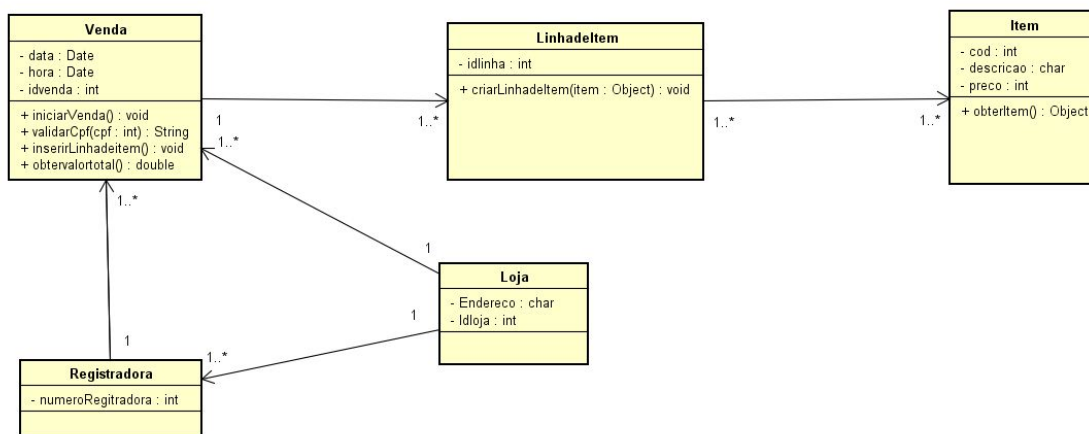 Venda
- data : Date
- hora : Date
- idvenda : int
+ iniciarVenda() : void
+ validarCpf(cpf : int) : String
+ inserirLinhadeitem() : void
+ obtervalortotal() : double
1
1..*
1..*
1..*
LinhadeItem
- idlinha : int
+ criarLinhadeItem(item : Object) : void
1..*
1..*
Item
- cod : int
- descricao : char
- preco : int
+ obterItem() : Object
Loja
- Endereco : char
- Idloja : int
1
1
1
1..*
Registradora
- numeroRegitradora : int